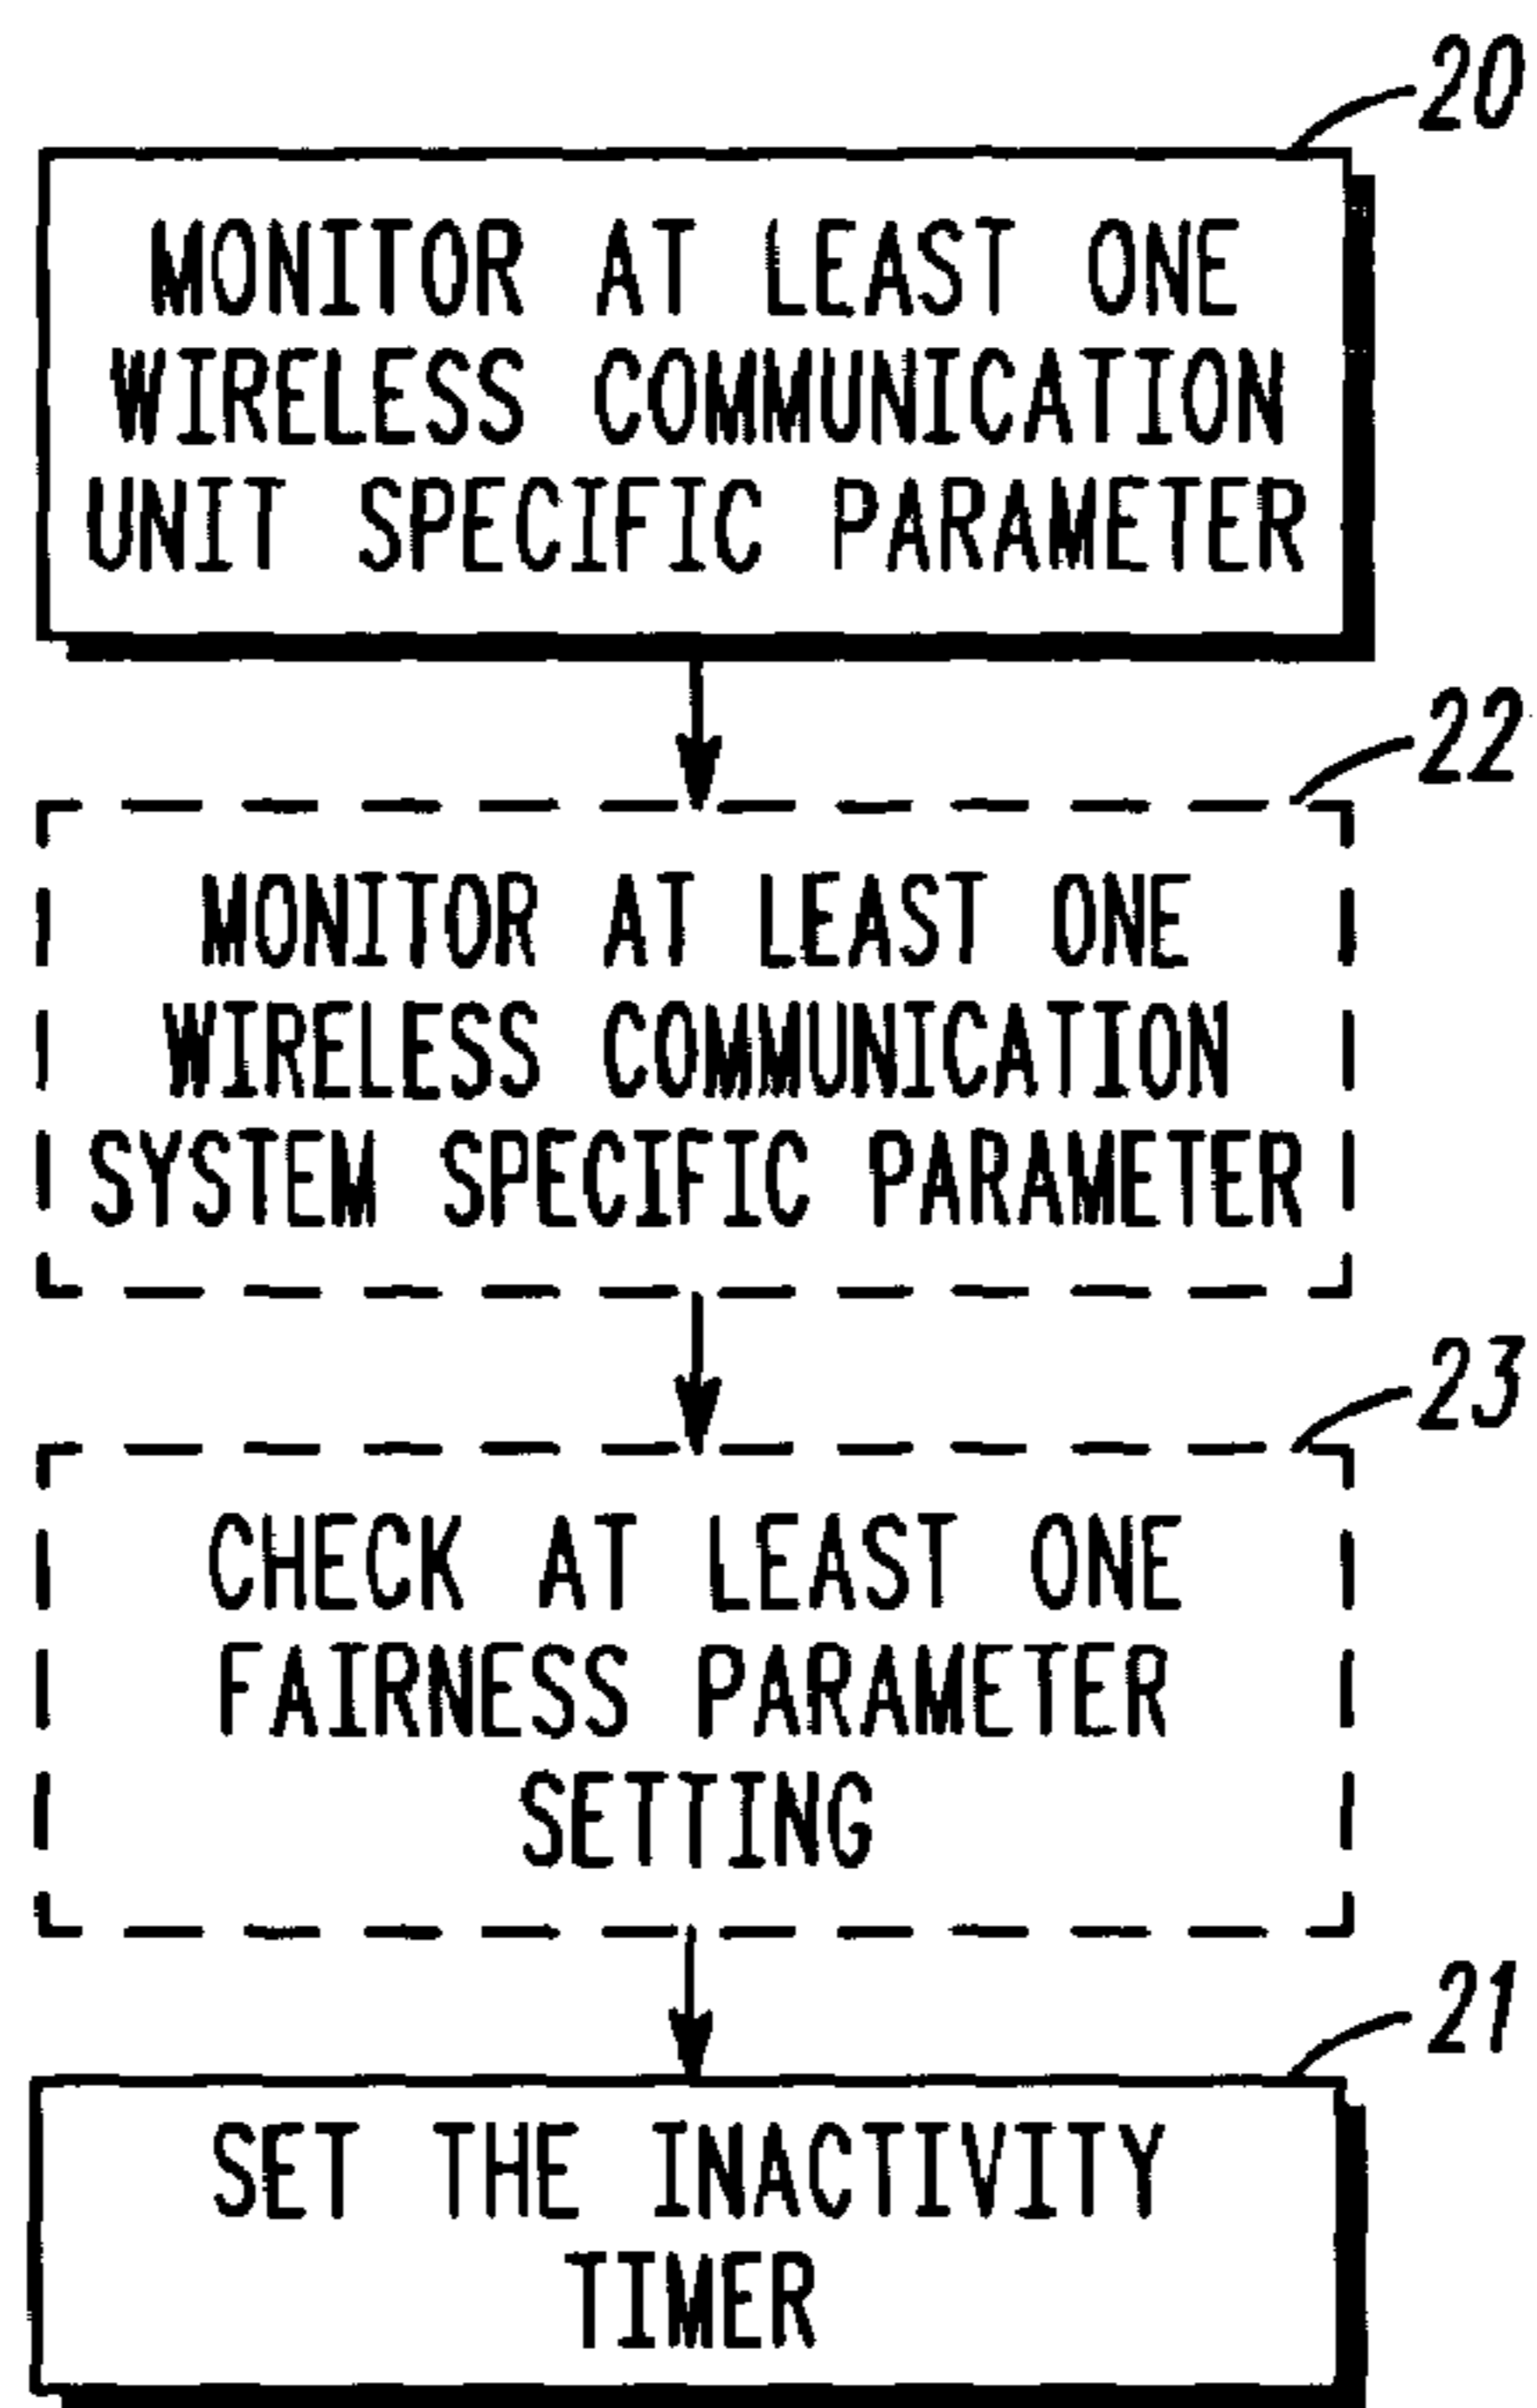 20
MONITOR AT LEAST ONE
WIRELESS COMMUNICATION
UNIT SPECIFIC PARAMETER
22
MONITOR AT LEAST ONE
WIRELESS COMMUNICATION
SYSTEM SPECIFIC PARAMETER
23
CHECK AT LEAST ONE
FAIRNESS PARAMETER
SETTING
21
SET THE INACTIVITY
TIMER